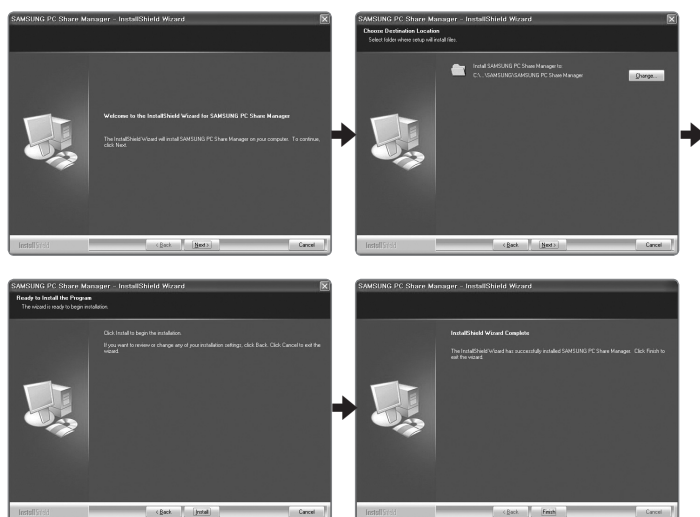 SAMSUNG PC Share Manager - InstallShield Wizard
Welcome to the InstallShield Wizard for SAMSUNG PC Share Manager
The InstallShield Wizard will install SAMSUNG PC Share Manager on your computer. To continue,
click Next.
InstallShield
< Back
Next >
Cancel
SAMSUNG PC Share Manager - InstallShield Wizard
Choose Destination Location
Select folder where setup will install files.
Install SAMSUNG PC Share Manager to:
C:\...\SAMSUNG\SAMSUNG PC Share Manager
Change...
InstallShield
< Back
Next >
Cancel
SAMSUNG PC Share Manager - InstallShield Wizard
Ready to Install the Program
The wizard is ready to begin installation.
Click Install to begin the installation.
If you want to review or change any of your installation settings, click Back. Click Cancel to exit the
wizard.
InstallShield
< Back
Install
Cancel
SAMSUNG PC Share Manager - InstallShield Wizard
InstallShield Wizard Complete
The InstallShield Wizard has successfully installed SAMSUNG PC Share Manager. Click Finish to
exit the wizard.
InstallShield
< Back
Finish
Cancel